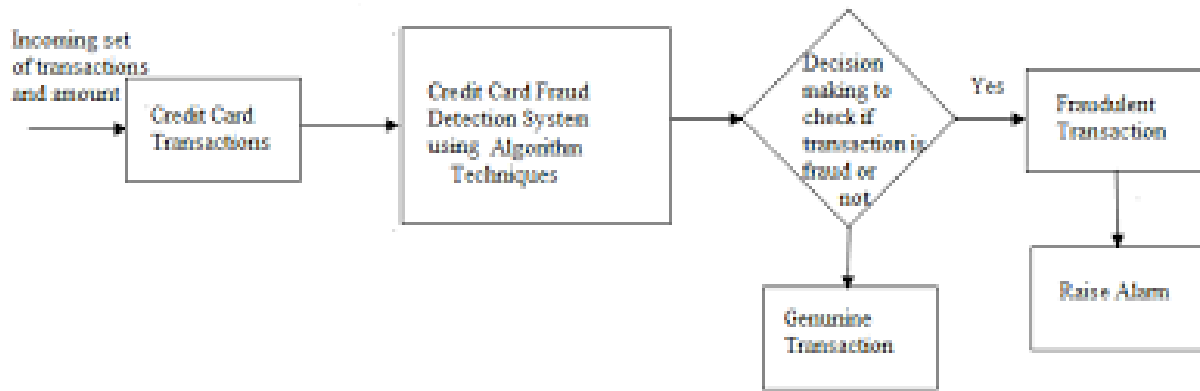 Incoming set
of transactions
and amount
Credit Card
Transactions
Credit Card Fraud
Detection System
using Algorithm
Techniques
Decision
making to
check if
transaction is
fraud or
not
Yes
Fraudulent
Transaction
Raise Alarm
Genunine
Transaction